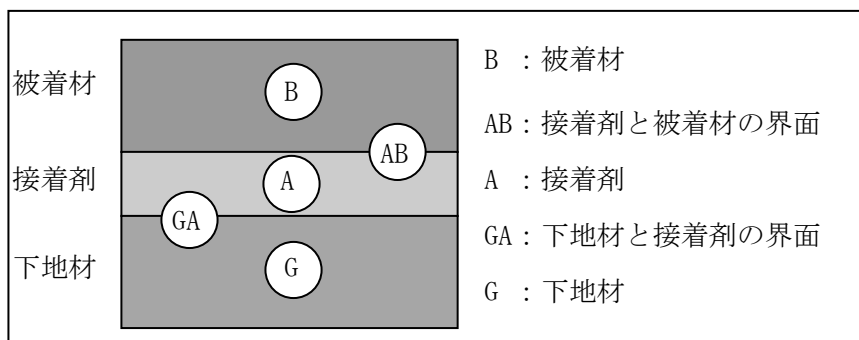 被着材
接着剤
下地材
B
AB
A
GA
G
B ：被着材
AB：接着剤と被着材の界面
A ：接着剤
GA：下地材と接着剤の界面
G ：下地材